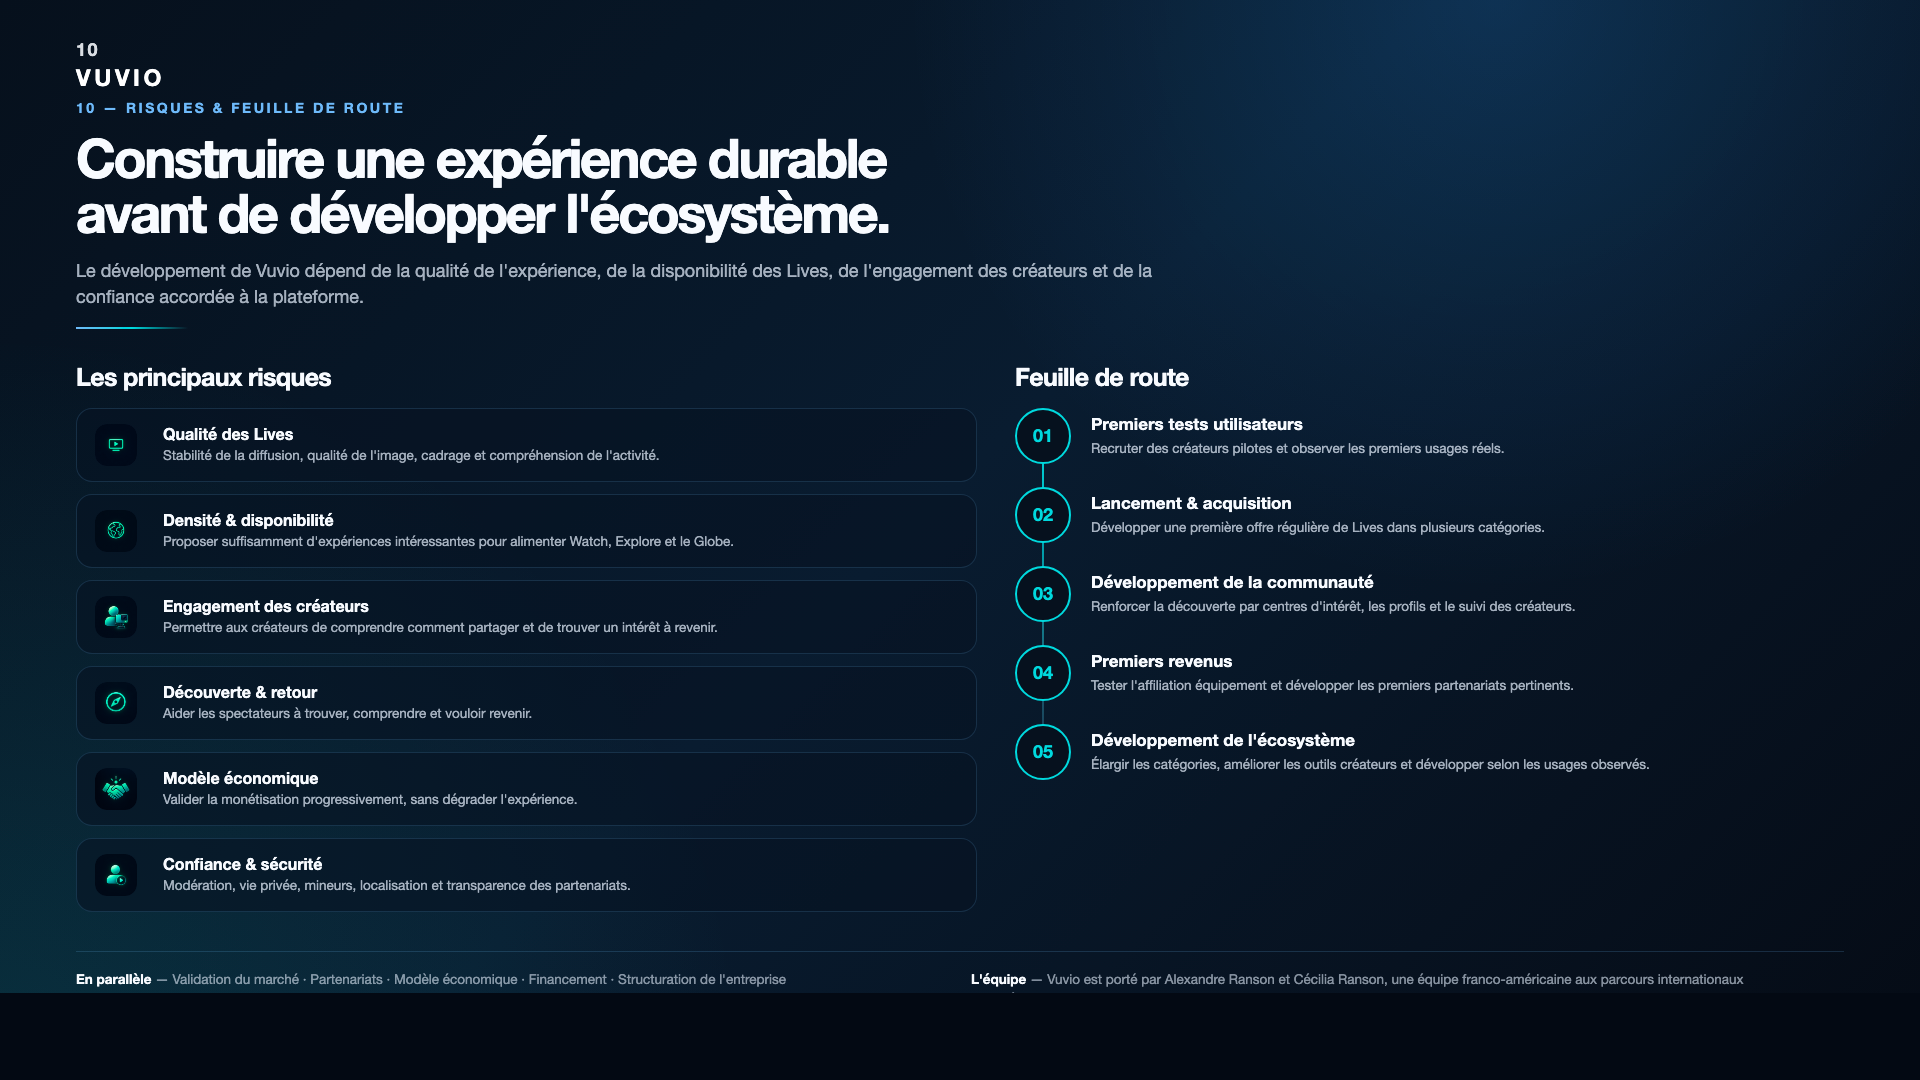 10
VUVIO
10 — RISQUES & FEUILLE DE ROUTE
Construire une expérience durable
avant de développer l'écosystème.
Le développement de Vuvio dépend de la qualité de l'expérience, de la disponibilité des Lives, de l'engagement des créateurs et de la
confiance accordée à la plateforme.
Les principaux risques
Qualité des Lives
Stabilité de la diffusion, qualité de l'image, cadrage et compréhension de l'activité.
Densité & disponibilité
Proposer suffisamment d'expériences intéressantes pour alimenter Watch, Explore et le Globe.
Engagement des créateurs
Permettre aux créateurs de comprendre comment partager et de trouver un intérêt à revenir.
Découverte & retour
Aider les spectateurs à trouver, comprendre et vouloir revenir.
Modèle économique
Valider la monétisation progressivement, sans dégrader l'expérience.
Confiance & sécurité
Modération, vie privée, mineurs, localisation et transparence des partenariats.
Feuille de route
01
Premiers tests utilisateurs
Recruter des créateurs pilotes et observer les premiers usages réels.
02
Lancement & acquisition
Développer une première offre régulière de Lives dans plusieurs catégories.
03
Développement de la communauté
Renforcer la découverte par centres d'intérêt, les profils et le suivi des créateurs.
04
Premiers revenus
Tester l'affiliation équipement et développer les premiers partenariats pertinents.
05
Développement de l'écosystème
Élargir les catégories, améliorer les outils créateurs et développer selon les usages observés.
En parallèle — Validation du marché · Partenariats · Modèle économique · Financement · Structuration de l'entreprise
L'équipe — Vuvio est porté par Alexandre Ranson et Cécilia Ranson, une équipe franco-américaine aux parcours internationaux